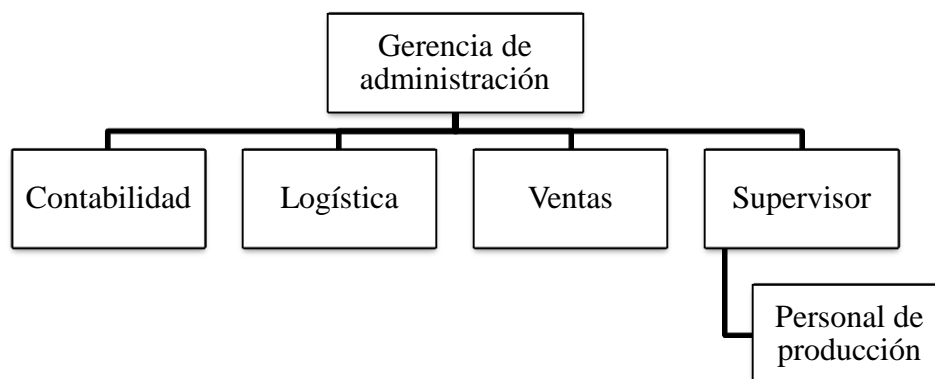 Gerencia de
administración
Contabilidad
Logística
Ventas
Supervisor
Personal de
producción